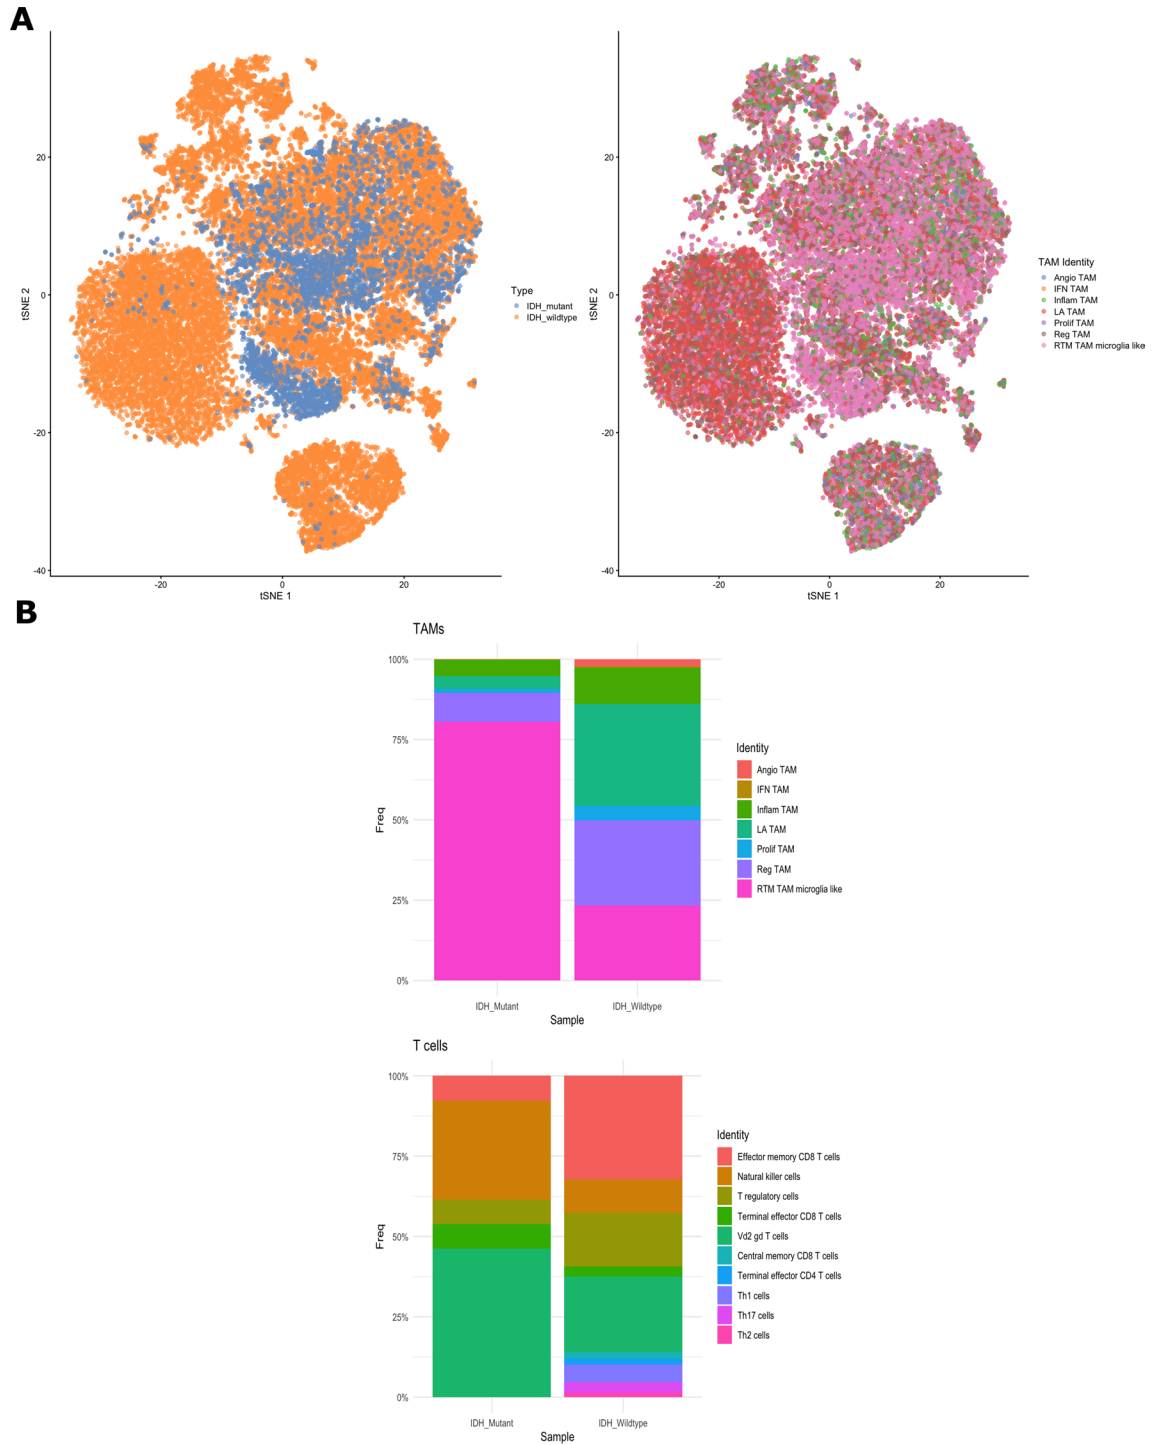 A
20
0
-20
-40
-20
0
20
tSNE 1
tSNE 2
Type
IDH_mutant
IDH_wildtype
20
0
-20
-40
-20
0
20
tSNE 1
tSNE 2
TAM Identity
Angio TAM
IFN TAM
Inflam TAM
LA TAM
Prolif TAM
Reg TAM
RTM TAM microglia like
B
TAMs
100%
75%
50%
25%
0%
Freq
IDH_Mutant
IDH_Wildtype
Sample
Identity
Angio TAM
IFN TAM
Inflam TAM
LA TAM
Prolif TAM
Reg TAM
RTM TAM microglia like
T cells
100%
75%
50%
25%
0%
Freq
IDH_Mutant
IDH_Wildtype
Sample
Identity
Effector memory CD8 T cells
Natural killer cells
T regulatory cells
Terminal effector CD8 T cells
Vd2 gd T cells
Central memory CD8 T cells
Terminal effector CD4 T cells
Th1 cells
Th17 cells
Th2 cells